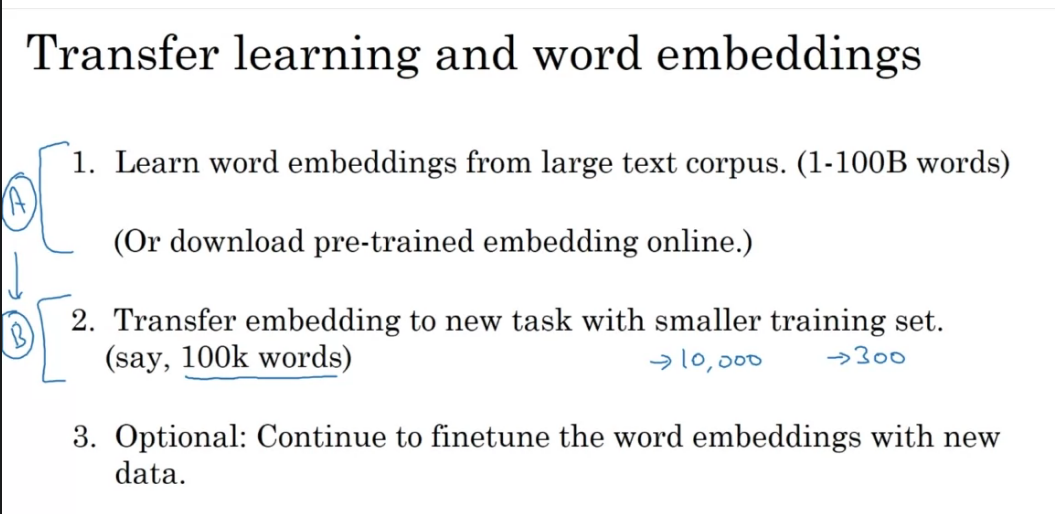 Transfer learning and word embeddings
1. Learn word embeddings from large text corpus. (1-100B words)
A
(Or download pre-trained embedding online.)
2. Transfer embedding to new task with smaller training set.
B
(say, 100k words) →10,000 →300
3. Optional: Continue to finetune the word embeddings with new
data.